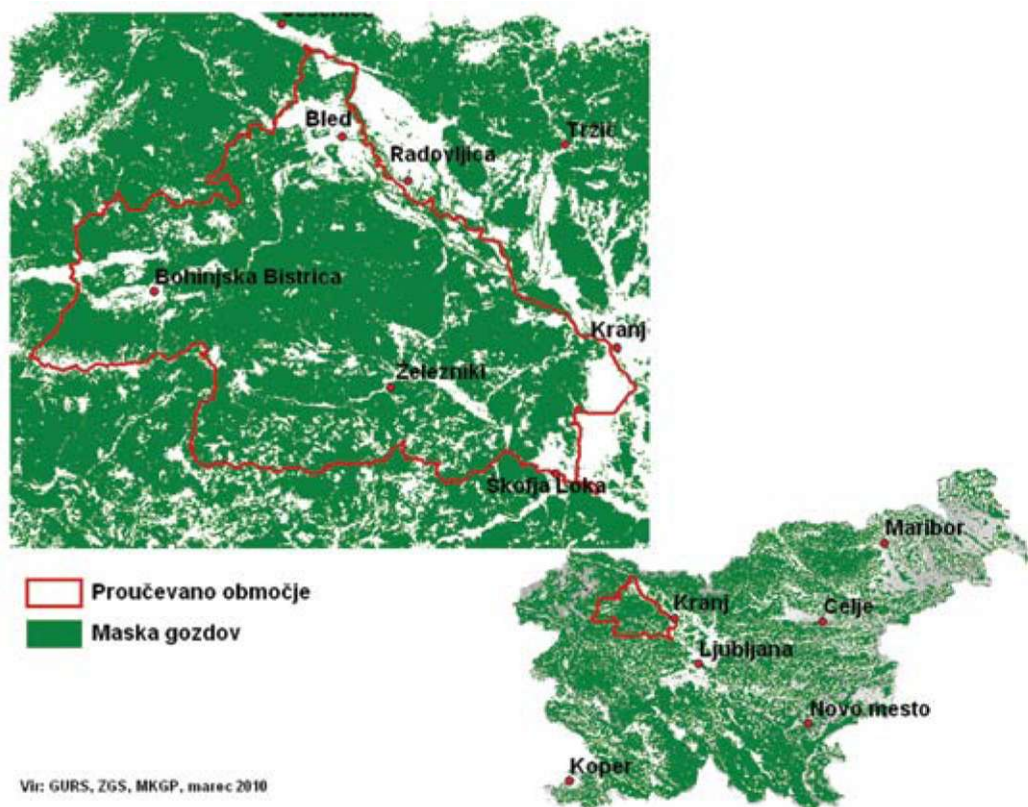 Jesenice
Bled
Tržič
Radovljica
Bohinjska Bistrica
Kranj
Železniki
Škofja Loka
Proučevano območje
Maska gozdov
Maribor
Kranj
Celje
Ljubljana
Novo mesto
Koper
Vir: GURS, ZGS, MKGP, marec 2010